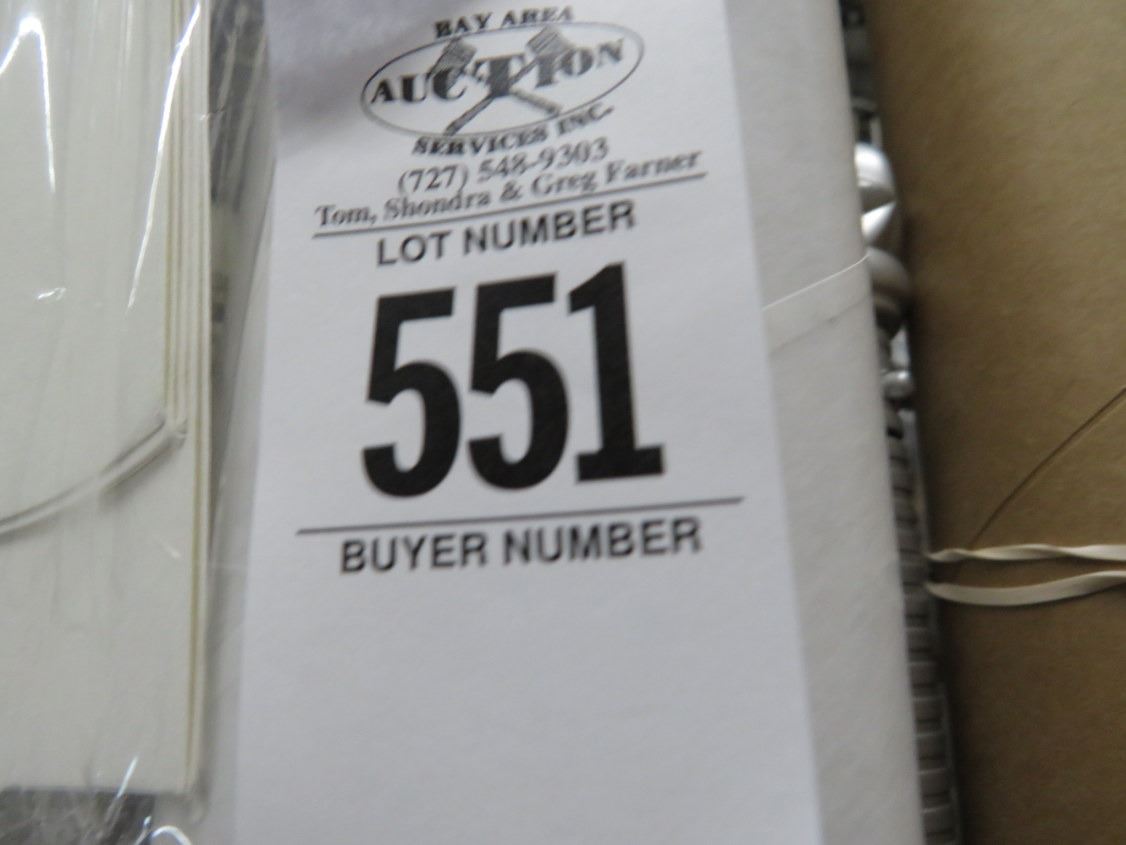 BAY AREA
AUCTION
SERVICES INC.
(727) 548-9303
Tom, Shondra & Greg Farner
LOT NUMBER
551
BUYER NUMBER